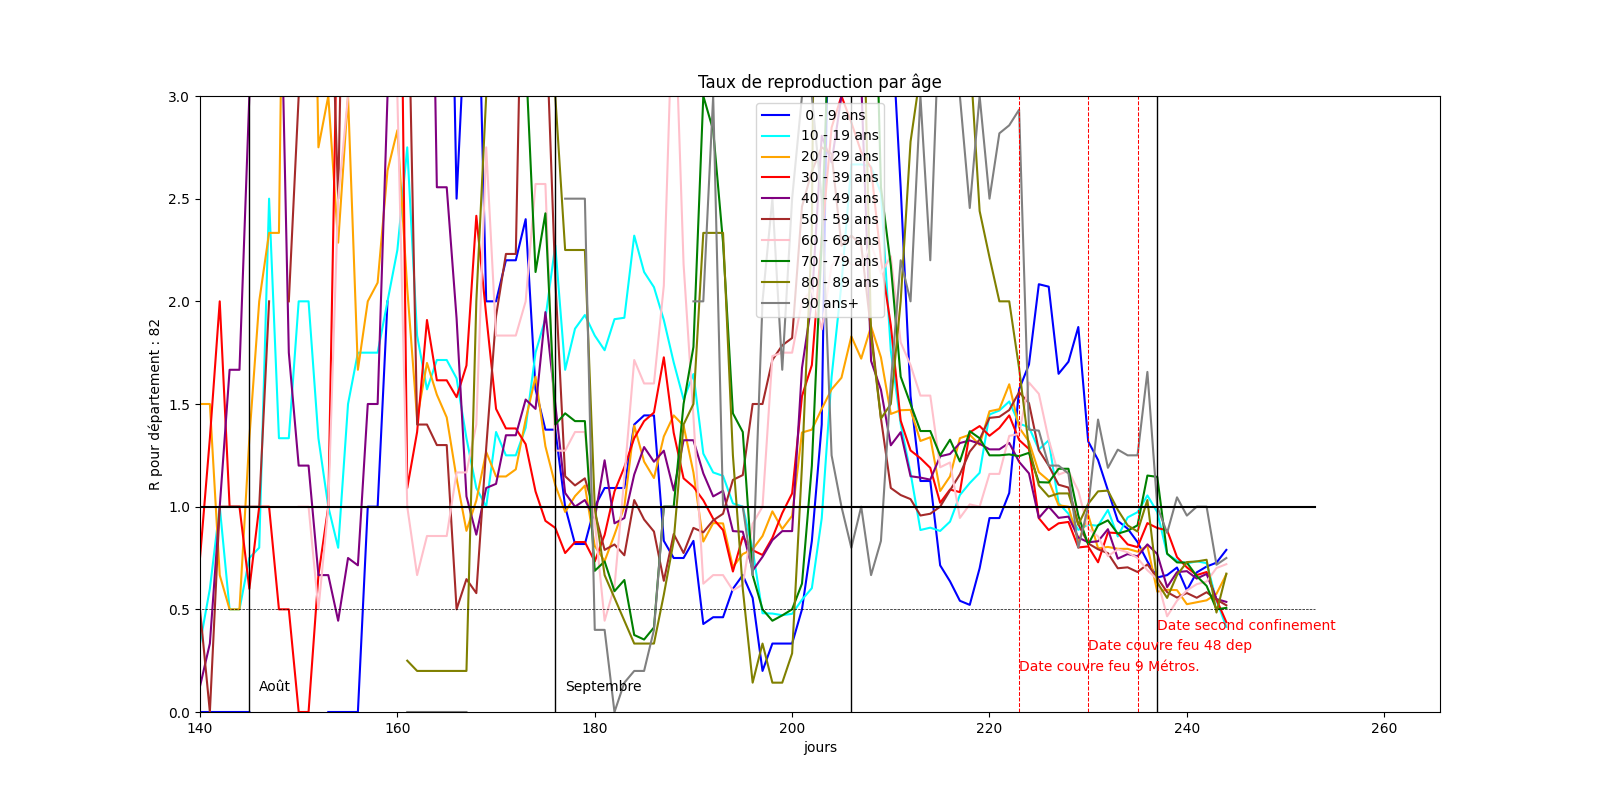 Taux de reproduction par âge
R pour département : 82
3.0
2.5
2.0
1.5
1.0
0.5
0.0
0 - 9 ans
10 - 19 ans
20 - 29 ans
30 - 39 ans
40 - 49 ans
50 - 59 ans
60 - 69 ans
70 - 79 ans
80 - 89 ans
90 ans+
Date second confinement
Date couvre feu 48 dep
Date couvre feu 9 Métros.
Août
Septembre
140 160 180 200 220 240 260
jours